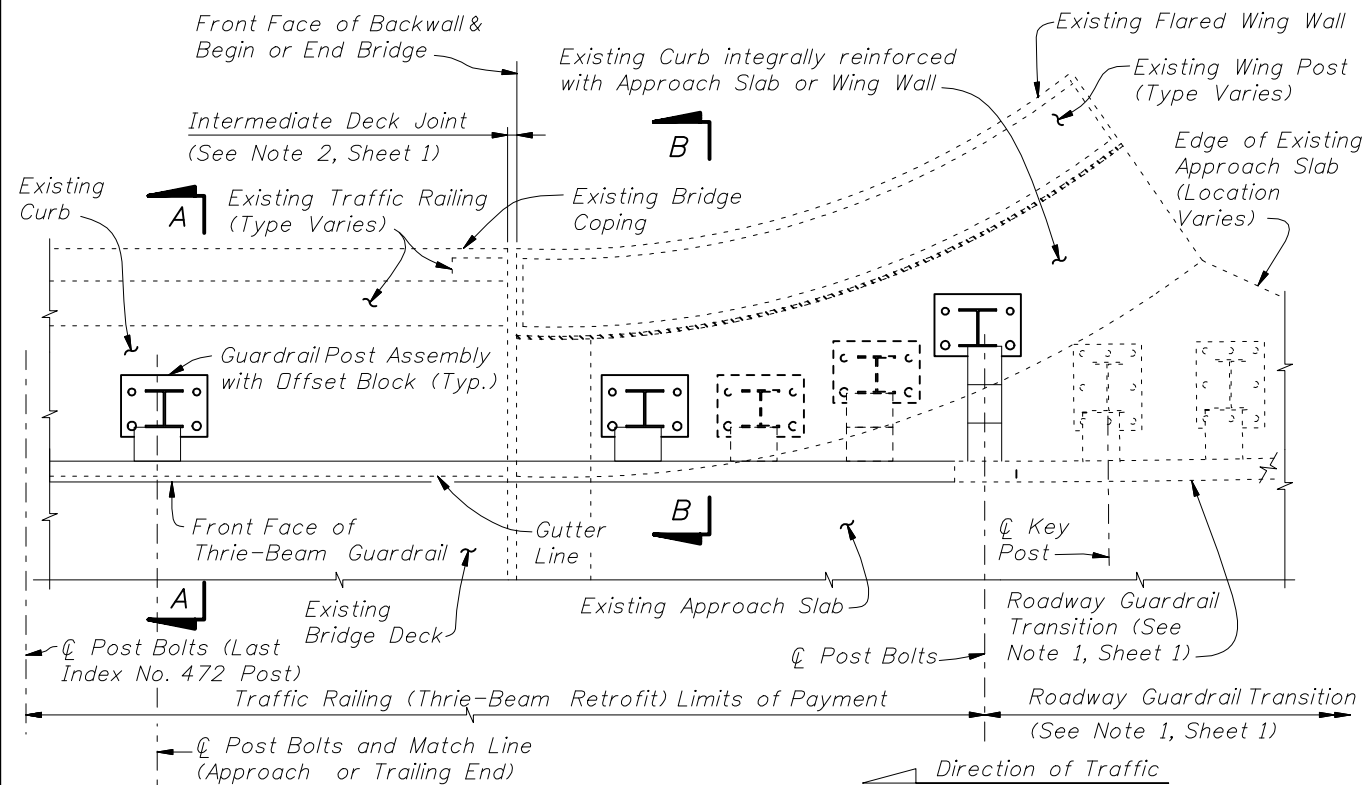 Front Face of Backwall &
Begin or End Bridge
Existing Flared Wing Wall
Existing Curb integrally reinforced
with Approach Slab or Wing Wall
Existing Wing Post
(Type Varies)
Intermediate Deck Joint
(See Note 2, Sheet 1)
B
Edge of Existing
Approach Slab
(Location
Varies)
Existing
Curb
A
Existing Traffic Railing
(Type Varies)
Existing Bridge
Coping
Guardrail Post Assembly
with Offset Block (Typ.)
Front Face of
Thrie-Beam Guardrail
Gutter
Line
B
℄ Key
Post
A
Existing
Bridge Deck
Existing Approach Slab
Roadway Guardrail
Transition (See
Note 1, Sheet 1)
℄ Post Bolts (Last
Index No. 472 Post)
℄ Post Bolts
Traffic Railing (Thrie-Beam Retrofit) Limits of Payment
Roadway Guardrail Transition
(See Note 1, Sheet 1)
℄ Post Bolts and Match Line
(Approach or Trailing End)
Direction of Traffic